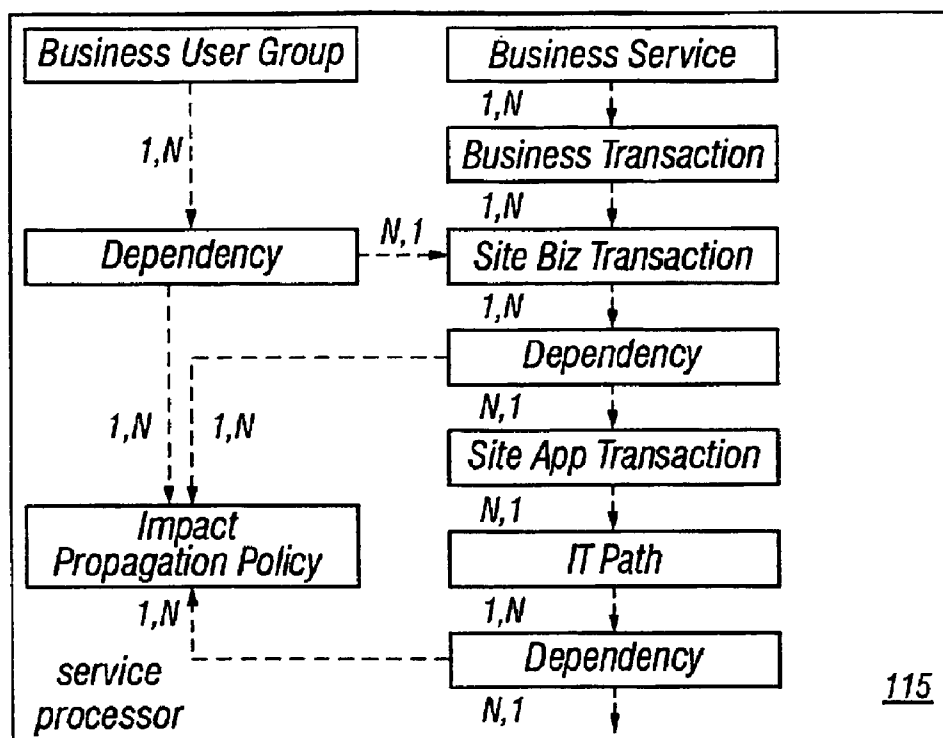 Business User Group
Business Service
1,N
Business Transaction
1,N
1,N
Dependency
N,1
Site Biz Transaction
1,N
Dependency
N,1
1,N
1,N
Site App Transaction
N,1
Impact
Propagation Policy
IT Path
1,N
1,N
Dependency
service
processor
N,1
115